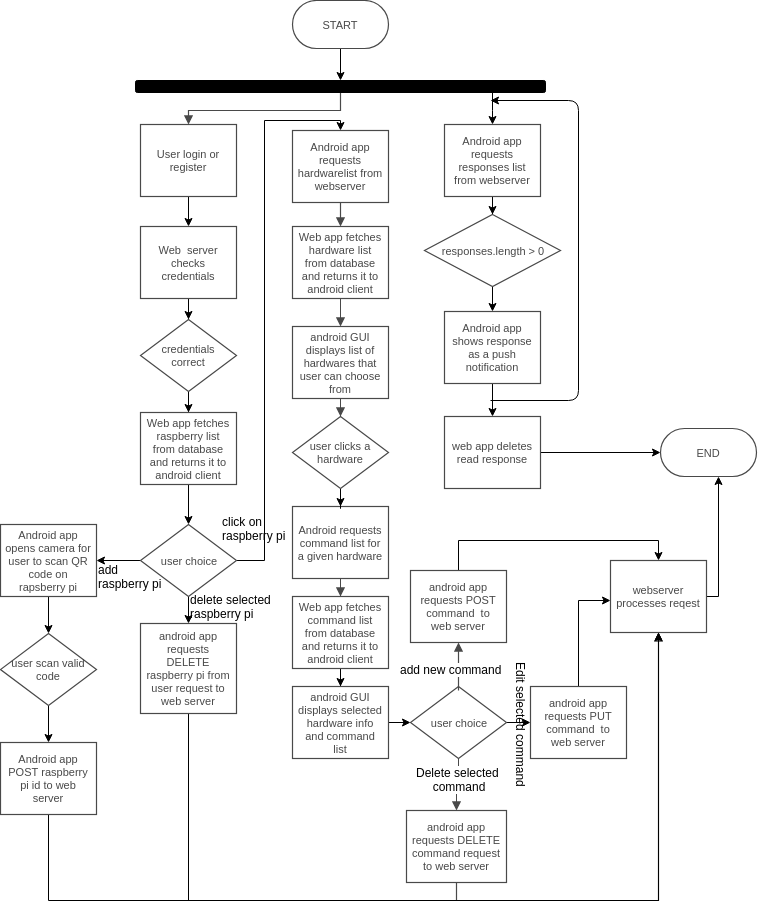 START
User login or
register
Web server
checks
credentials
credentials
correct
Web app fetches
raspberry list
from database
and returns it to
android client
user choice
click on
raspberry pi
add
raspberry pi
delete selected
raspberry pi
Android app
opens camera for
user to scan QR
code on
rapsberry pi
user scan valid
code
Android app
POST raspberry
pi id to web
server
android app
requests
DELETE
raspberry pi from
user request to
web server
Android app
requests
hardwarelist from
webserver
Web app fetches
hardware list
from database
and returns it to
android client
android GUI
displays list of
hardwares that
user can choose
from
user clicks a
hardware
Android requests
command list for
a given hardware
Web app fetches
command list
from database
and returns it to
android client
android GUI
displays selected
hardware info
and command
list
user choice
add new command
android app
requests POST
command to
web server
Edit selected command
android app
requests PUT
command to
web server
Delete selected
command
android app
requests DELETE
command request
to web server
Android app
requests
responses list
from webserver
responses.length > 0
Android app
shows response
as a push
notification
web app deletes
read response
webserver
processes reqest
END